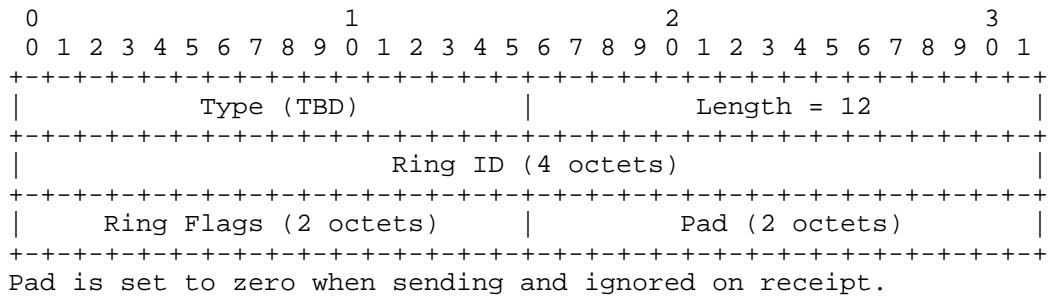 0                   1                   2                   3
 0 1 2 3 4 5 6 7 8 9 0 1 2 3 4 5 6 7 8 9 0 1 2 3 4 5 6 7 8 9 0 1
+-+-+-+-+-+-+-+-+-+-+-+-+-+-+-+-+-+-+-+-+-+-+-+-+-+-+-+-+-+-+-+-+
|           Type (TBD)          |          Length = 12          |
+-+-+-+-+-+-+-+-+-+-+-+-+-+-+-+-+-+-+-+-+-+-+-+-+-+-+-+-+-+-+-+-+
|                       Ring ID (4 octets)                      |
+-+-+-+-+-+-+-+-+-+-+-+-+-+-+-+-+-+-+-+-+-+-+-+-+-+-+-+-+-+-+-+-+
|     Ring Flags (2 octets)     |         Pad (2 octets)        |
+-+-+-+-+-+-+-+-+-+-+-+-+-+-+-+-+-+-+-+-+-+-+-+-+-+-+-+-+-+-+-+-+
Pad is set to zero when sending and ignored on receipt.